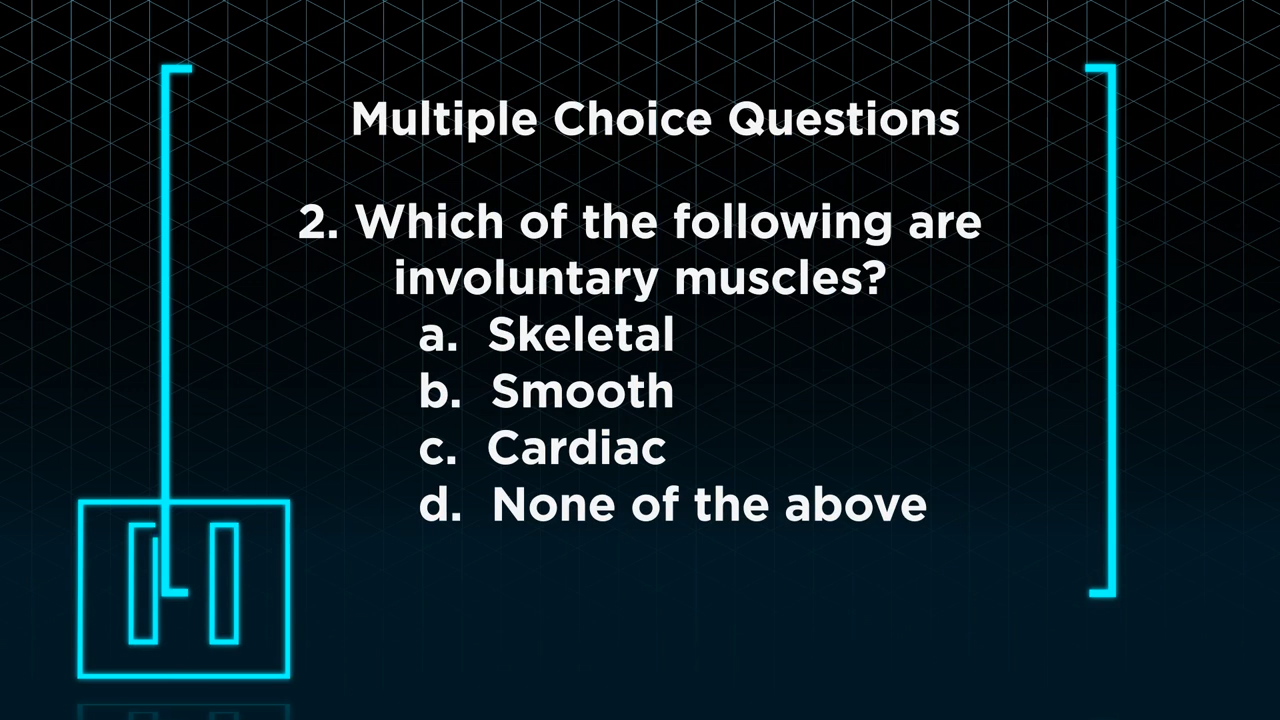 Multiple Choice Questions
2. Which of the following are
involuntary muscles?
a. Skeletal
b. Smooth
c. Cardiac
d. None of the above